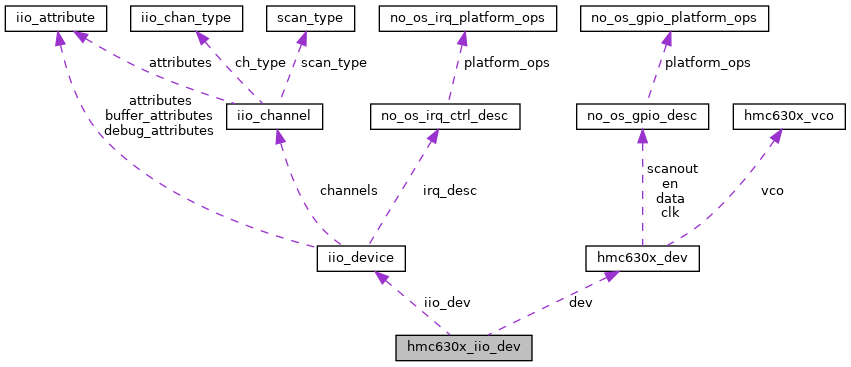 iio_attribute
iio_chan_type
scan_type
no_os_irq_platform_ops
no_os_gpio_platform_ops
attributes
ch_type
scan_type
platform_ops
platform_ops
attributes
buffer_attributes
debug_attributes
iio_channel
no_os_irq_ctrl_desc
no_os_gpio_desc
hmc630x_vco
channels
irq_desc
scanout
en
data
clk
vco
iio_device
hmc630x_dev
iio_dev
dev
hmc630x_iio_dev